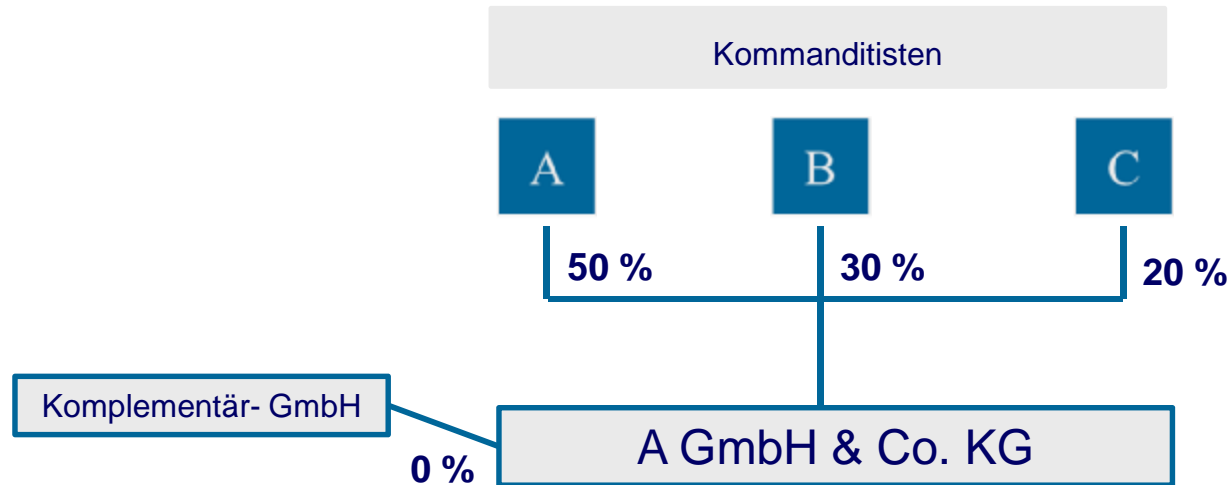 Kommanditisten
A
B
C
50 %
30 %
20 %
Komplementär- GmbH
0 %
A GmbH & Co. KG